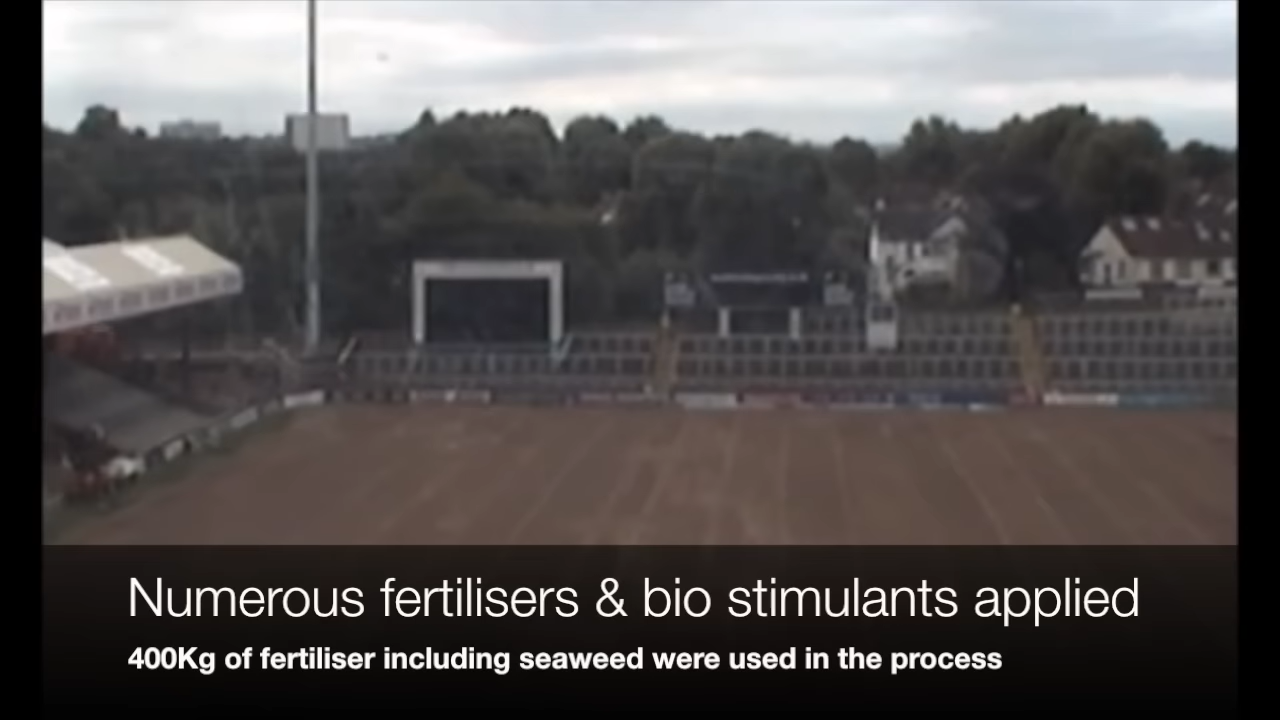 Numerous fertilisers & bio stimulants applied
400Kg of fertiliser including seaweed were used in the process